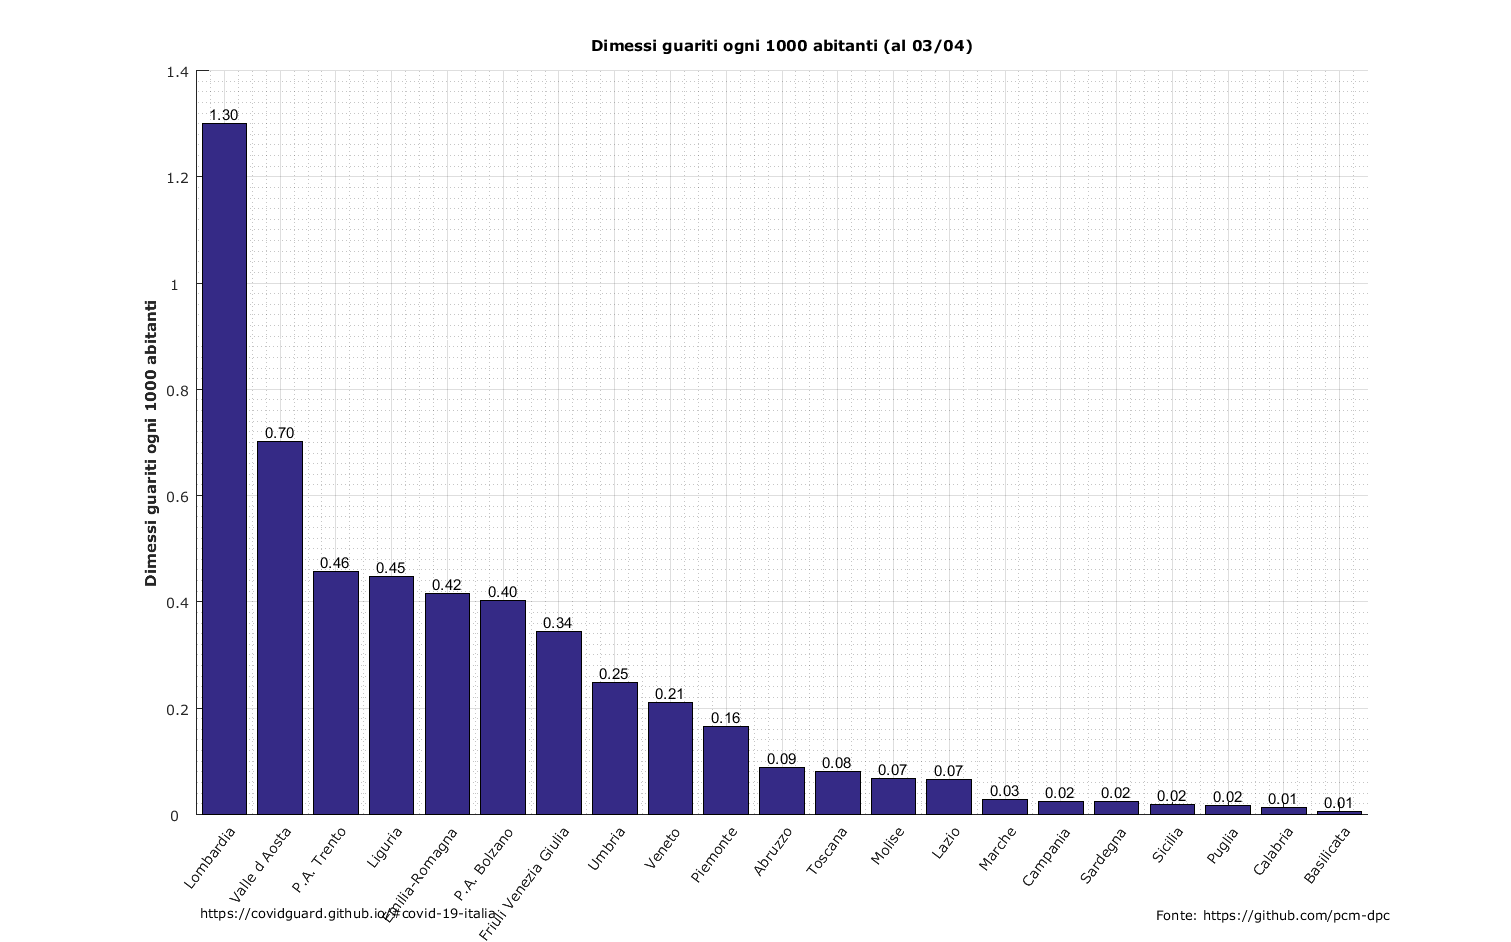 Dimessi guariti ogni 1000 abitanti (al 03/04)
Dimessi guariti ogni 1000 abitanti
1.4
1.2
1
0.8
0.6
0.4
0.2
0
1.30
0.70
0.46
0.45
0.42
0.40
0.34
0.25
0.21
0.16
0.09
0.08
0.07
0.07
0.03
0.02
0.02
0.02
0.02
0.01
0.01
Lombardia
Valle d Aosta
P.A. Trento
Liguria
Emilia-Romagna
P.A. Bolzano
Friuli Venezia Giulia
Umbria
Veneto
Piemonte
Abruzzo
Toscana
Molise
Lazio
Marche
Campania
Sardegna
Sicilia
Puglia
Calabria
Basilicata
https://covidguard.github.io/#covid-19-italia
Fonte: https://github.com/pcm-dpc